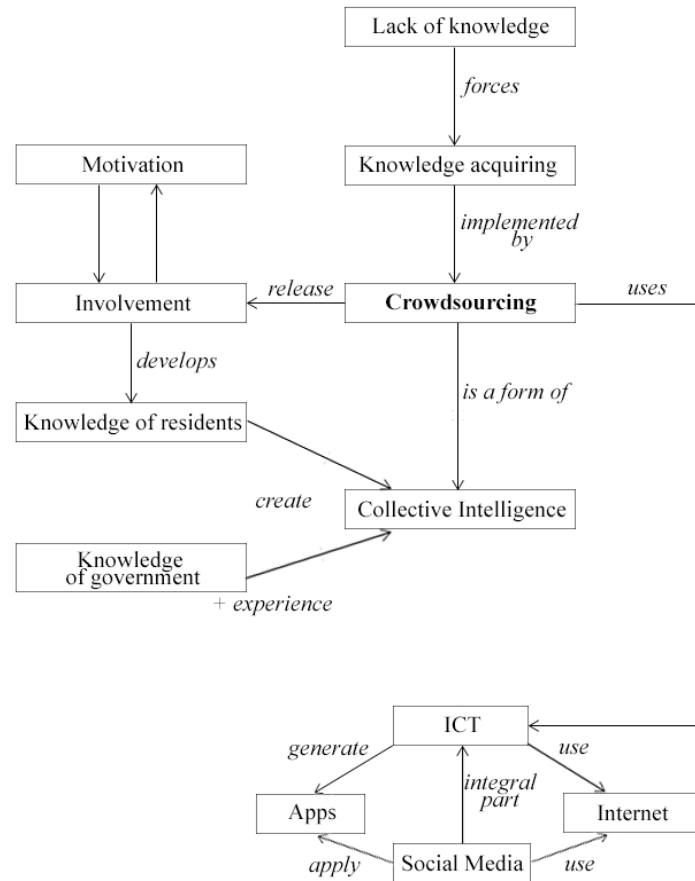 Lack of knowledge
forces
Motivation
Knowledge acquiring
implemented
by
Involvement
release
Crowdsourcing
uses
develops
is a form of
Knowledge of residents
create
Collective Intelligence
Knowledge
of government
+ experience
ICT
generate
use
integral
part
Apps
Internet
apply
Social Media
use